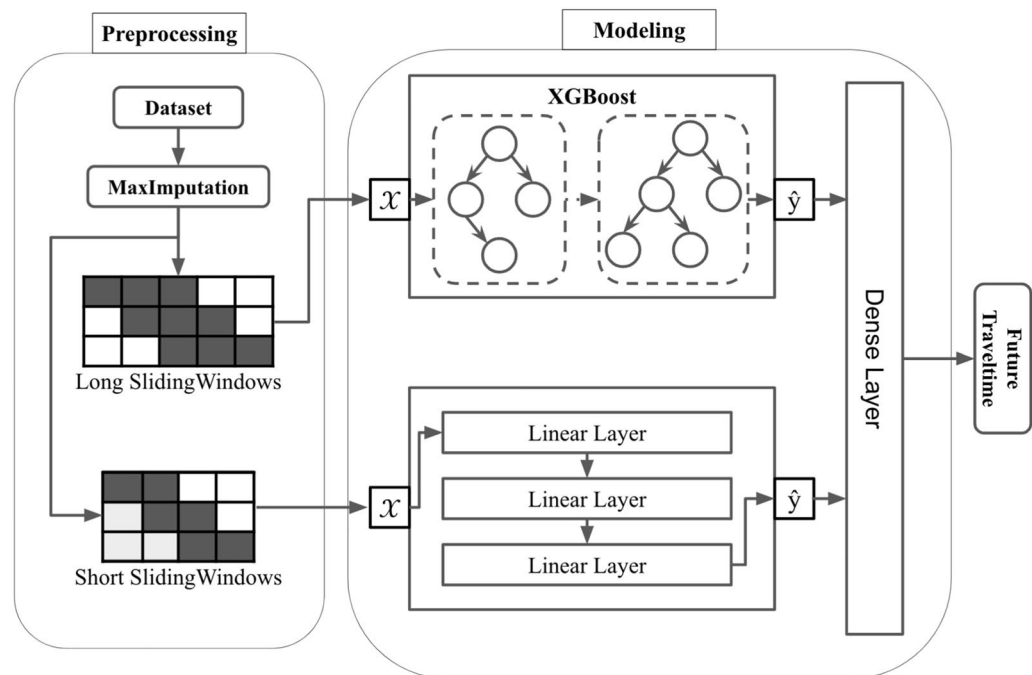 Preprocessing
Dataset
MaxImputation
Long SlidingWindows
Short SlidingWindows
Modeling
XGBoost
𝒳
ŷ
𝒳
Linear Layer
Linear Layer
Linear Layer
ŷ
Dense Layer
Future
Traveltime